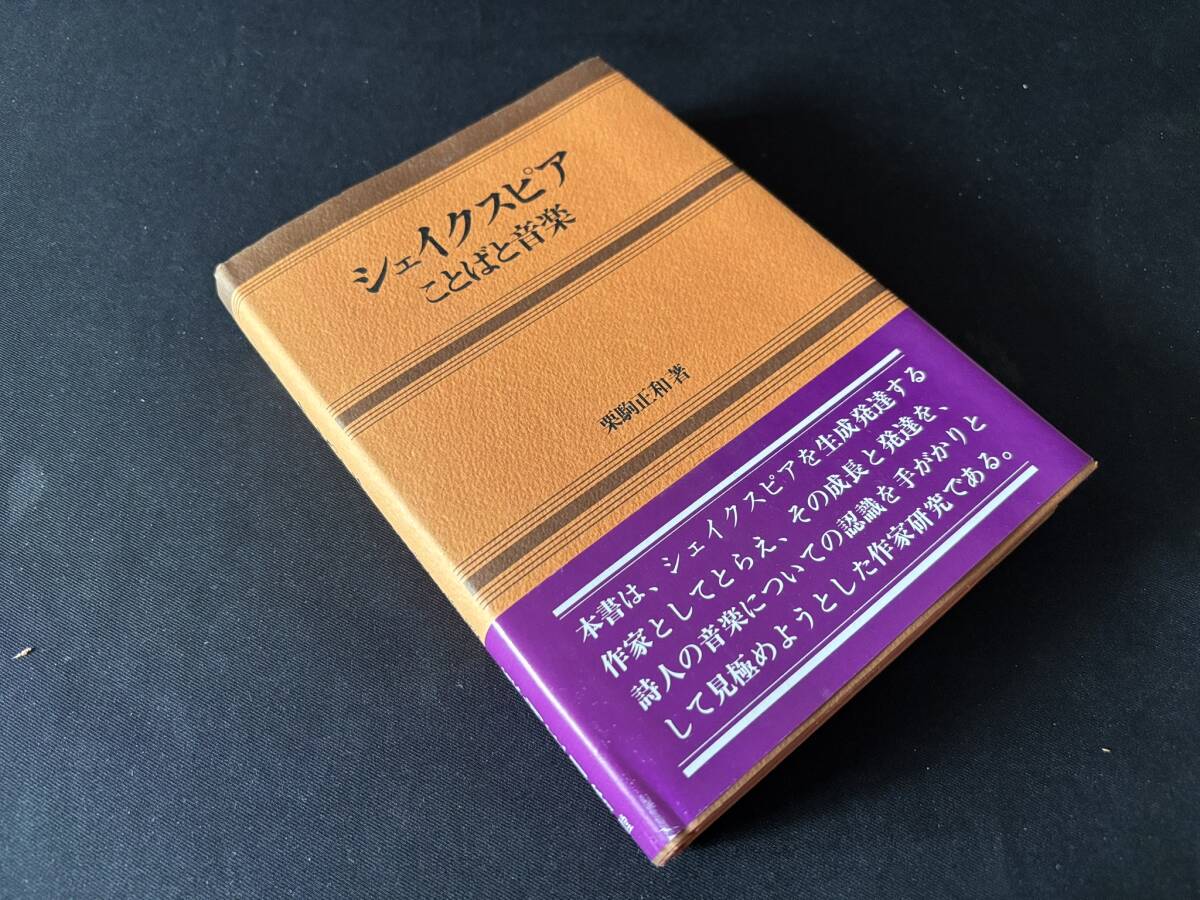 シェイクスピア
ことばと音楽
栗駒正和著
本書は、シェイクスピアを生成発達する
作家としてとらえ、その成長と発達を、
詩人の音楽についての認識を手がかりと
して見極めようとした作家研究である。